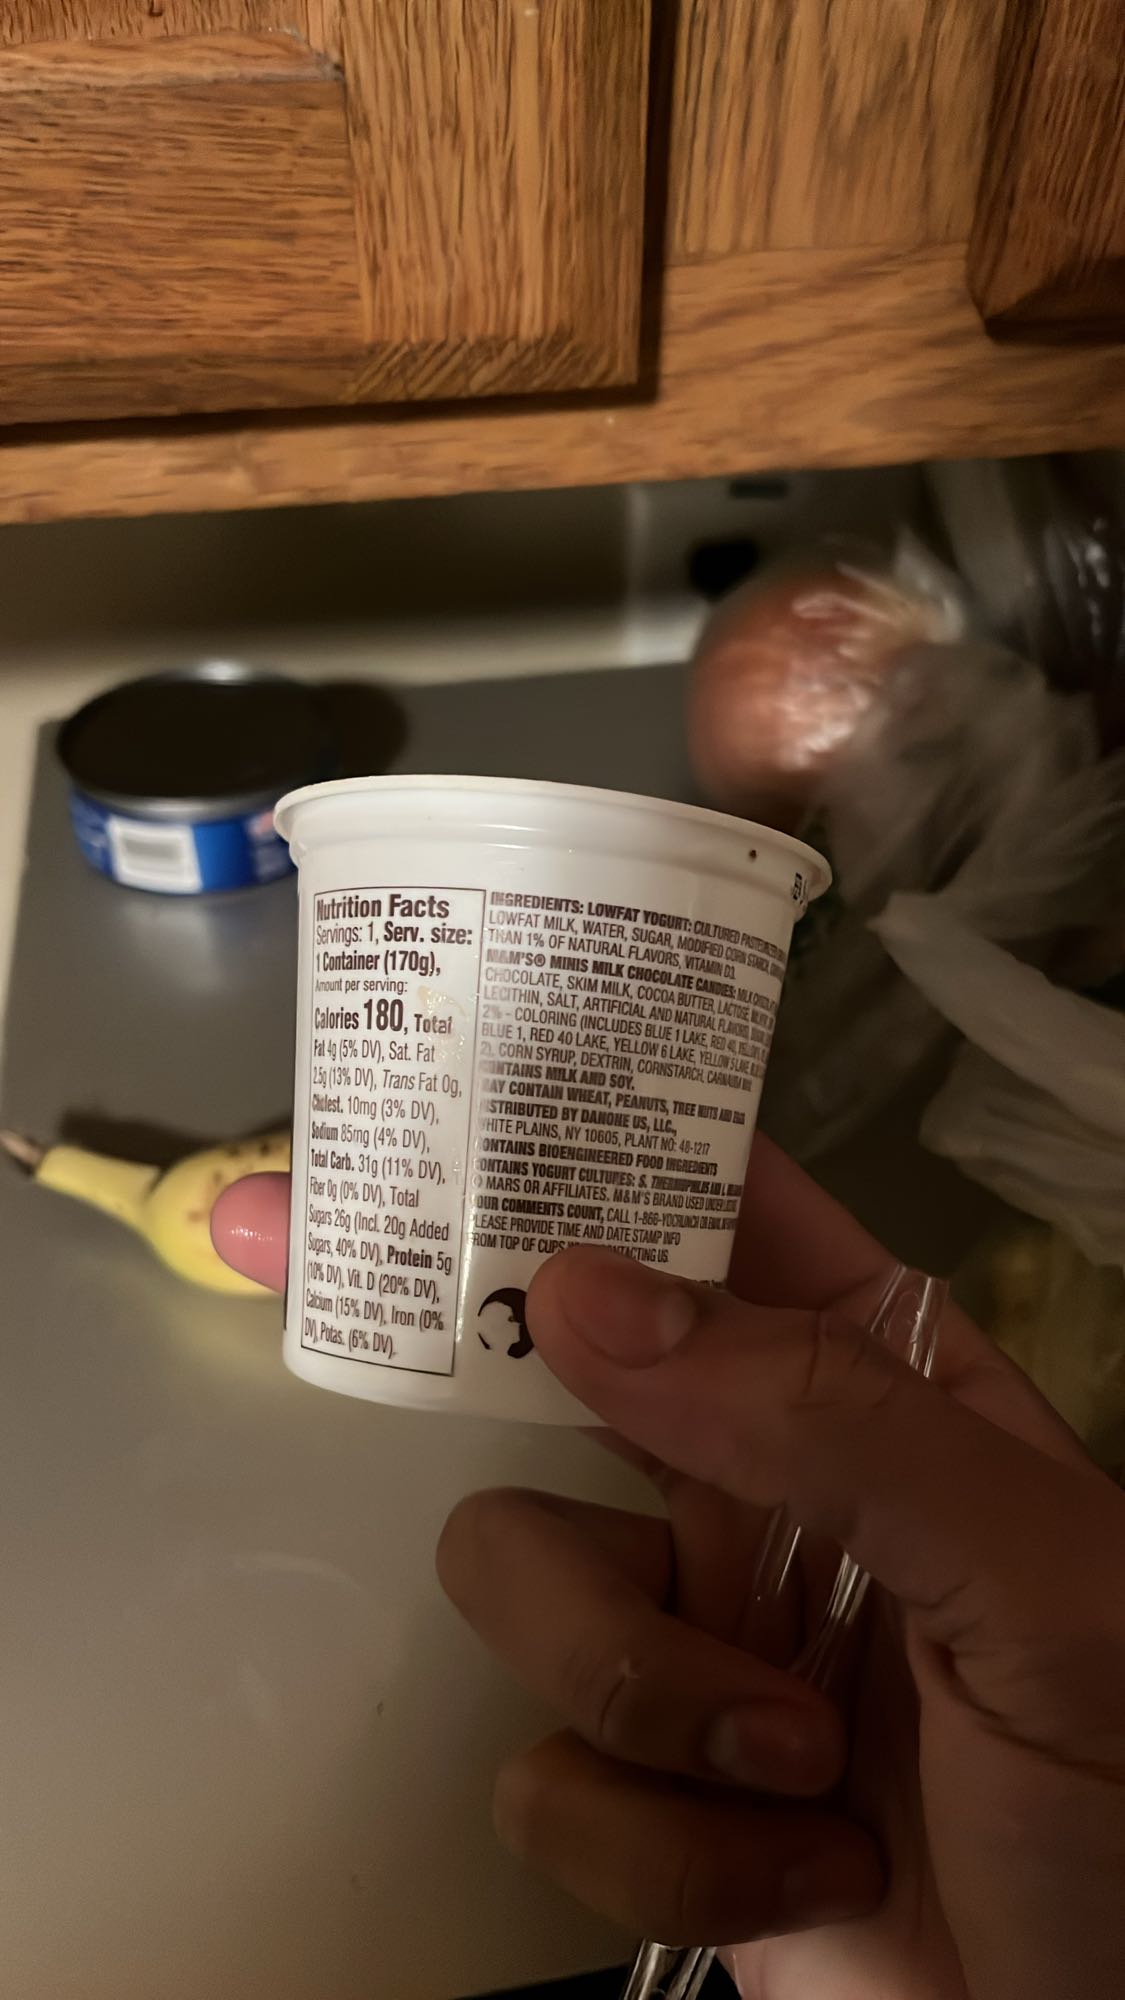 Nutrition Facts
Servings: 1, Serv. size:
1 Container (170g),
Amount per serving:
Calories 180, Total
Fat 4g (5% DV), Sat. Fat
2.5g (13% DV), Trans Fat 0g,
Cholest. 10mg (3% DV),
Sodium 85mg (4% DV),
Total Carb. 31g (11% DV),
Fiber 0g (0% DV), Total
Sugars 26g (Incl. 20g Added
Sugars, 40% DV), Protein 5g
(10% DV), Vit. D (20% DV),
Calcium (15% DV), Iron (0%
DV), Potas. (6% DV).
INGREDIENTS: LOWFAT YOGURT: CULTURED
LOWFAT MILK, WATER, SUGAR, MODIFIED CORN STARCH,
THAN 1% OF NATURAL FLAVORS, VITAMIN D3.
M&M'S® MINIS MILK CHOCOLATE CANDIES: MILK
CHOCOLATE, SKIM MILK, COCOA BUTTER, LACTOSE,
LECITHIN, SALT, ARTIFICIAL AND NATURAL FLAVORS),
2% - COLORING (INCLUDES BLUE 1 LAKE, RED 40,
BLUE 1, RED 40 LAKE, YELLOW 6 LAKE, YELLOW 5 LAKE,
2), CORN SYRUP, DEXTRIN, CORNSTARCH, CARNAUBA
CONTAINS MILK AND SOY.
MAY CONTAIN WHEAT, PEANUTS, TREE NUTS AND
DISTRIBUTED BY DANONE US, LLC,
WHITE PLAINS, NY 10605, PLANT NO: 48-1217
CONTAINS BIOENGINEERED FOOD INGREDIENTS
CONTAINS YOGURT CULTURES: S. THERMOPHILUS AND L.
MARS OR AFFILIATES. M&M'S BRAND USED UNDER
YOUR COMMENTS COUNT, CALL 1-866-YOCRUNCH OR EMAIL
PLEASE PROVIDE TIME AND DATE STAMP INFO
FROM TOP OF CUPS CONTACTING US.